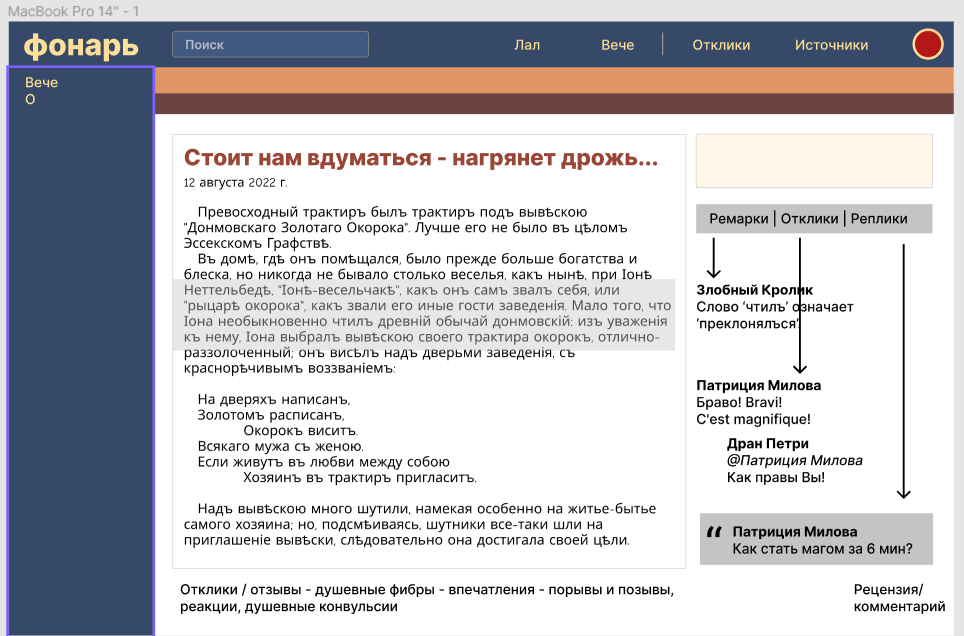 MacBook Pro 14" - 1
фонарь
Поиск
Лал
Вече
Отклики
Источники
Вече
О
Стоит нам вдуматься - нагрянет дрожь...
12 августа 2022 г.
Превосходный трактиръ былъ трактиръ подъ вывѣскою
"Донмовскаго Золотаго Окорока". Лучше его не было въ цѣломъ
Эссекскомъ Графствѣ.
Въ домѣ, гдѣ онъ помѣщался, было прежде больше богатства и
блеска, но никогда не бывало столько веселья, какъ нынѣ, при Іонѣ
Неттельбедѣ, "Іонѣ-весельчакѣ", какъ онъ самъ звалъ себя, или
"рыцарѣ окорока", какъ звали его иные гости заведенія. Мало того, что
Іона необыкновенно чтилъ древній обычай донмовскій: изъ уваженія
къ нему, Іона выбралъ вывѣскою своего трактира окорокъ, отлично-
раззолоченный; онъ висѣлъ надъ дверьми заведенія, съ
краснорѣчивымъ воззваніемъ:
На дверяхъ написанъ,
Золотомъ расписанъ,
Окорокъ виситъ.
Всякаго мужа съ женою.
Если живутъ въ любви между собою
Хозяинъ въ трактиръ пригласитъ.
Надъ вывѣскою много шутили, намекая особенно на житье-бытье
самого хозяина; но, подсмѣиваясь, шутники все-таки шли на
приглашеніе вывѣски, слѣдовательно она достигала своей цѣли.
Ремарки | Отклики | Реплики
Злобный Кролик
Слово 'чтилъ' означает
'преклонялъся'.
Патриция Милова
Браво! Bravi!
C'est magnifique!
Дран Петри
@Патриция Милова
Как правы Вы!
“ Патриция Милова
Как стать магом за 6 мин?
Отклики / отзывы - душевные фибры - впечатления - порывы и позывы,
реакции, душевные конвульсии
Рецензия/
комментарий